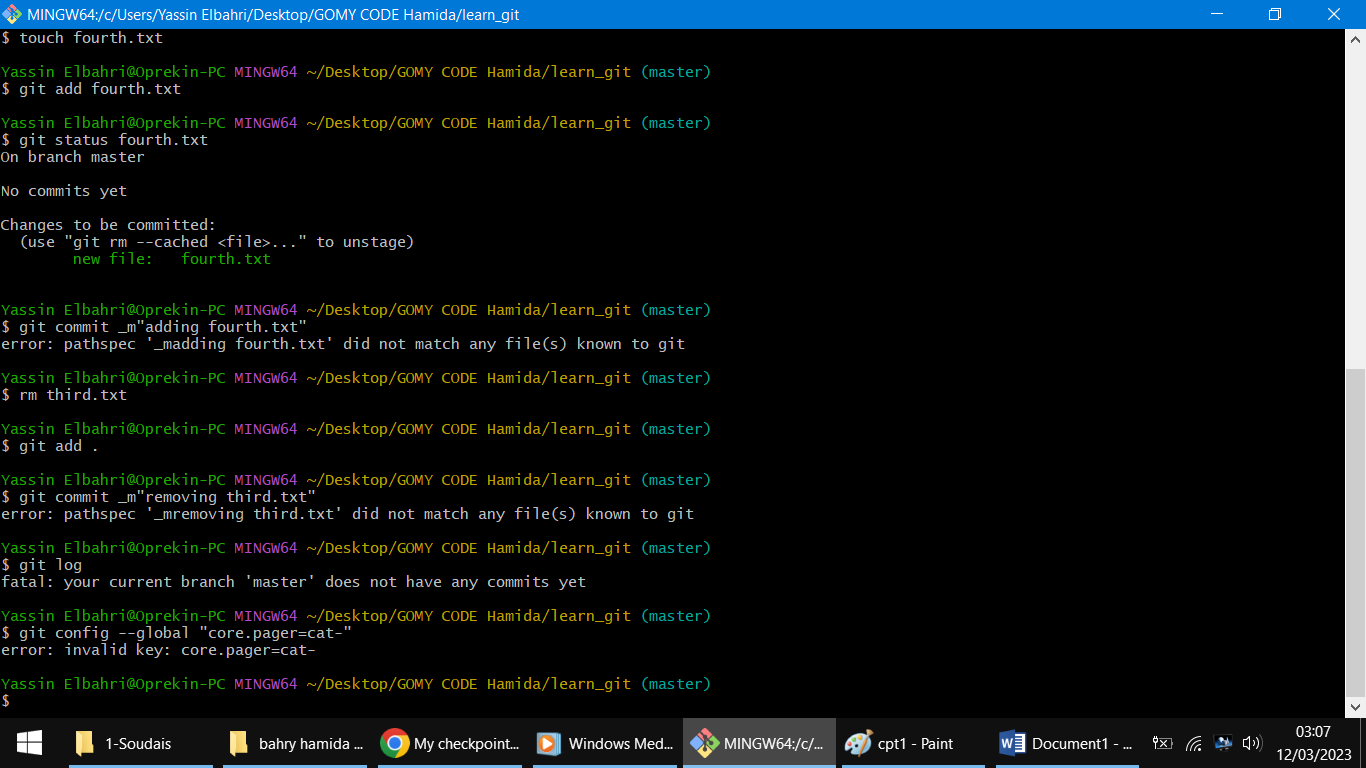 MINGW64:/c/Users/Yassin Elbahri/Desktop/GOMY CODE Hamida/learn_git
$ touch fourth.txt
Yassin Elbahri@Oprekin-PC MINGW64 ~/Desktop/GOMY CODE Hamida/learn_git (master)
$ git add fourth.txt
Yassin Elbahri@Oprekin-PC MINGW64 ~/Desktop/GOMY CODE Hamida/learn_git (master)
$ git status fourth.txt
On branch master
No commits yet
Changes to be committed:
  (use "git rm --cached <file>..." to unstage)
        new file:   fourth.txt
Yassin Elbahri@Oprekin-PC MINGW64 ~/Desktop/GOMY CODE Hamida/learn_git (master)
$ git commit _m"adding fourth.txt"
error: pathspec '_madding fourth.txt' did not match any file(s) known to git
Yassin Elbahri@Oprekin-PC MINGW64 ~/Desktop/GOMY CODE Hamida/learn_git (master)
$ rm third.txt
Yassin Elbahri@Oprekin-PC MINGW64 ~/Desktop/GOMY CODE Hamida/learn_git (master)
$ git add .
Yassin Elbahri@Oprekin-PC MINGW64 ~/Desktop/GOMY CODE Hamida/learn_git (master)
$ git commit _m"removing third.txt"
error: pathspec '_mremoving third.txt' did not match any file(s) known to git
Yassin Elbahri@Oprekin-PC MINGW64 ~/Desktop/GOMY CODE Hamida/learn_git (master)
$ git log
fatal: your current branch 'master' does not have any commits yet
Yassin Elbahri@Oprekin-PC MINGW64 ~/Desktop/GOMY CODE Hamida/learn_git (master)
$ git config --global "core.pager=cat-"
error: invalid key: core.pager=cat-
Yassin Elbahri@Oprekin-PC MINGW64 ~/Desktop/GOMY CODE Hamida/learn_git (master)
$
1-Soudais
bahry hamida ...
My checkpoint...
Windows Med...
MINGW64:/c/...
cpt1 - Paint
Document1 - ...
03:07
12/03/2023